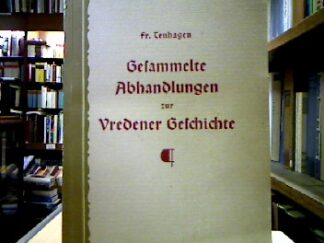 Fr. Tenhagen
Gesammelte
Abhandlungen
zur
Vredener Geschichte